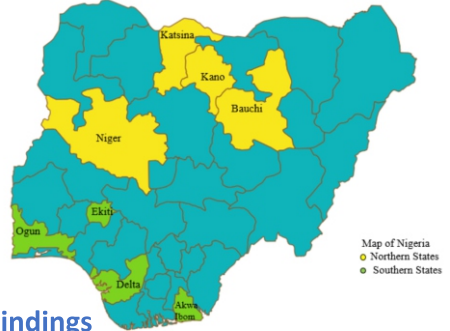 Katsina
Kano
Bauchi
Niger
Ekiti
Ogun
Delta
Akwa
Ibom
Map of Nigeria
Northern States
Southern States
indings